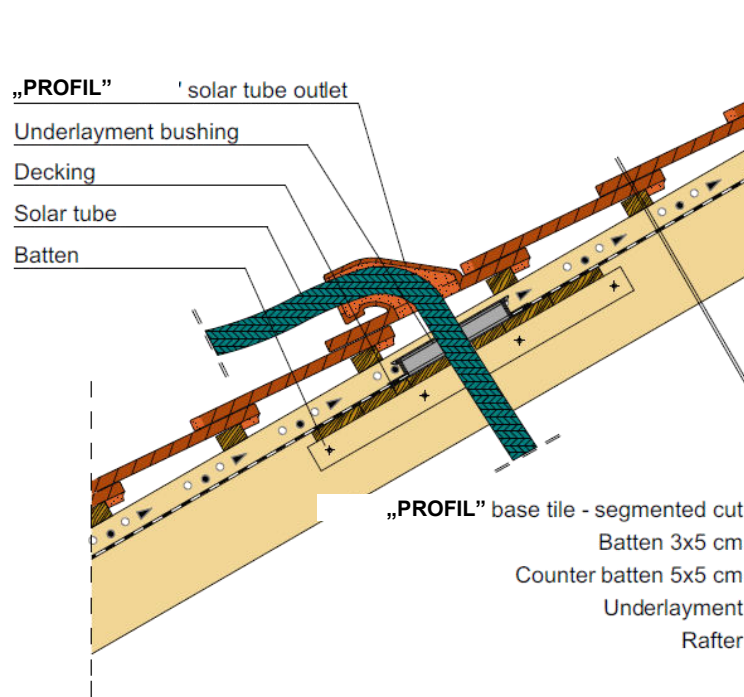 „PROFIL” ' solar tube outlet
Underlayment bushing
Decking
Solar tube
Batten
„PROFIL” base tile - segmented cut
Batten 3x5 cm
Counter batten 5x5 cm
Underlayment
Rafter